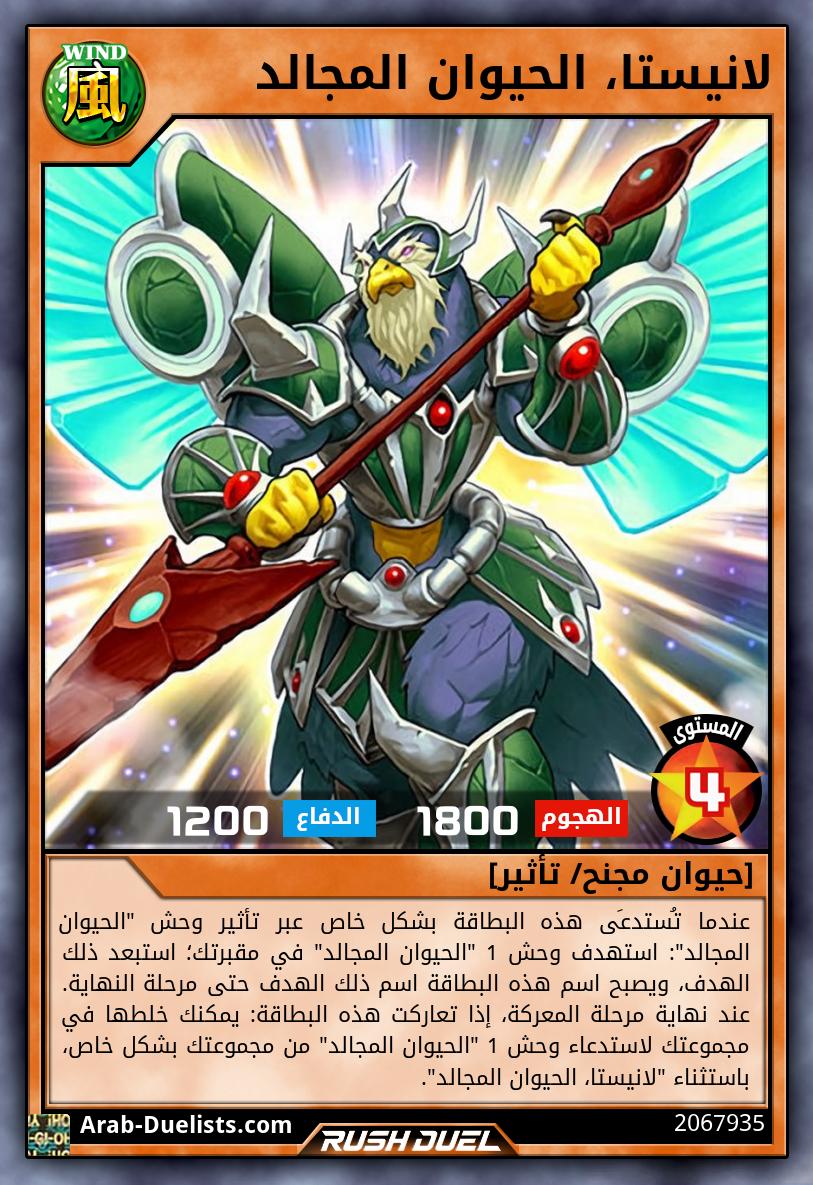 WIND
風
لانيستا، الحيوان المجالد
المستوى
4
الهجوم 1800 الدفاع 1200
[حيوان مجنح/ تأثير]
عندما تُستدعَى هذه البطاقة بشكل خاص عبر تأثير وحش "الحيوان
المجالد": استهدف وحش 1 "الحيوان المجالد" في مقبرتك؛ استبعد ذلك
الهدف، ويصبح اسم هذه البطاقة اسم ذلك الهدف حتى مرحلة النهاية.
عند نهاية مرحلة المعركة، إذا تعاركت هذه البطاقة: يمكنك خلطها في
مجموعتك لاستدعاء وحش 1 "الحيوان المجالد" من مجموعتك بشكل خاص،
باستثناء "لانيستا، الحيوان المجالد".
Arab-Duelists.com
RUSH DUEL
2067935